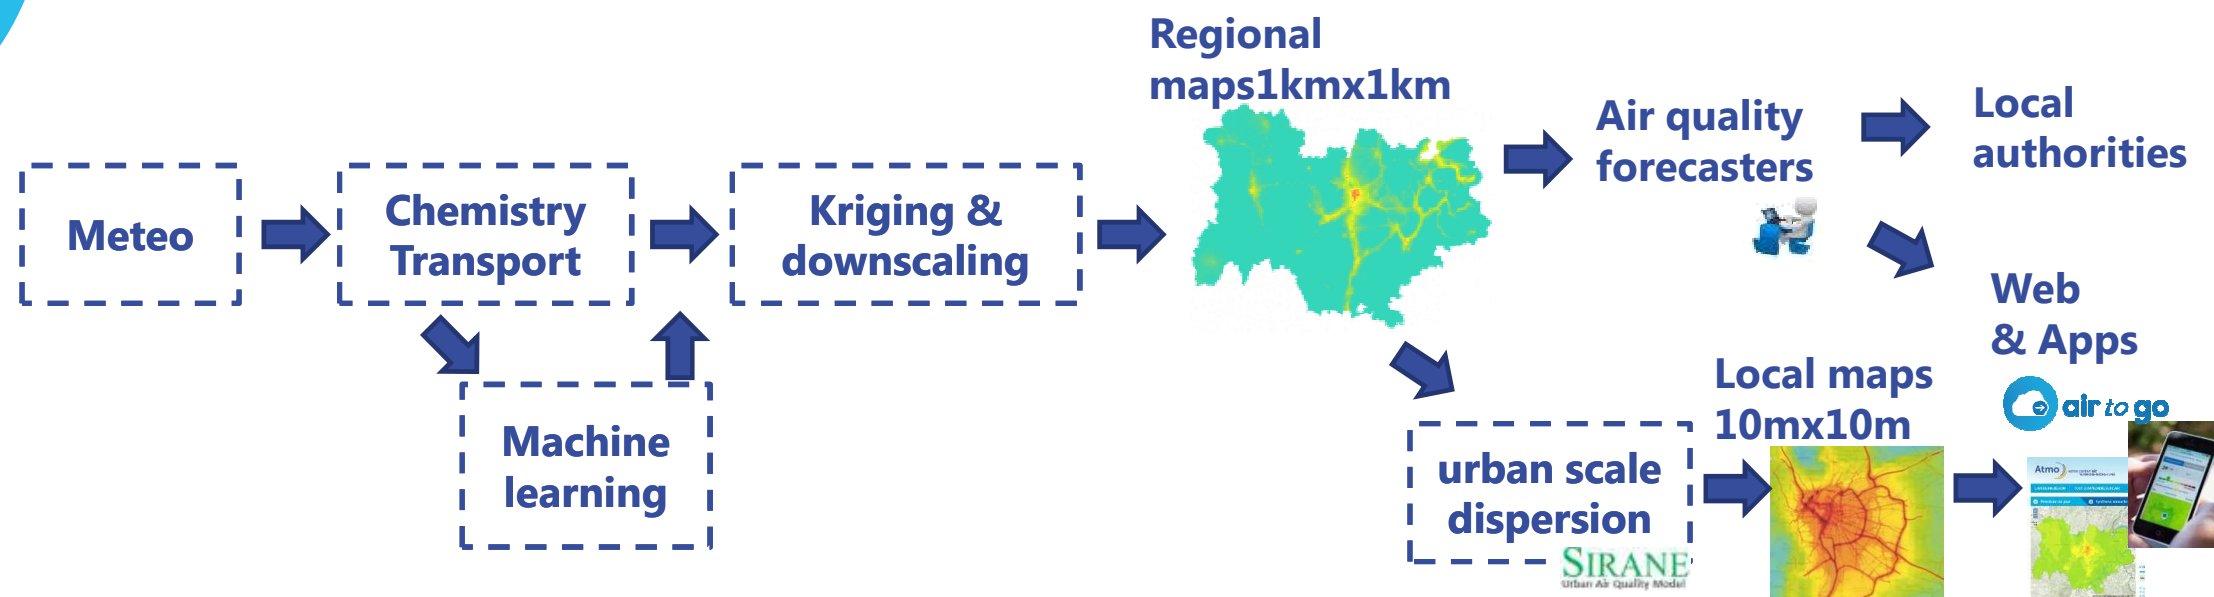 Regional
maps1kmx1km
Air quality
forecasters
Local
authorities
Meteo
Chemistry
Transport
Kriging &
downscaling
Machine
learning
Web
& Apps
air to go
Local maps
10mx10m
urban scale
dispersion
SIRANE
Urban Air Quality Model
Atmo